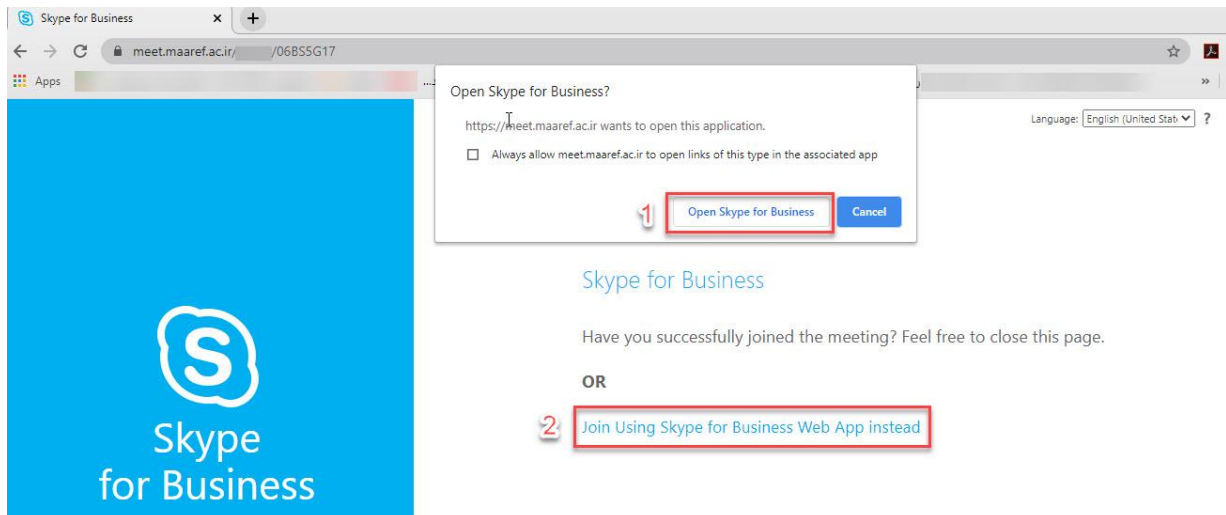 Skype for Business
meet.maaref.ac.ir/ /06BS5G17
Apps
Open Skype for Business?
https://meet.maaref.ac.ir wants to open this application.
Always allow meet.maaref.ac.ir to open links of this type in the associated app
1 Open Skype for Business Cancel
Language: English (United Stat ?
Skype for Business
Have you successfully joined the meeting? Feel free to close this page.
OR
2 Join Using Skype for Business Web App instead
S
Skype
for Business